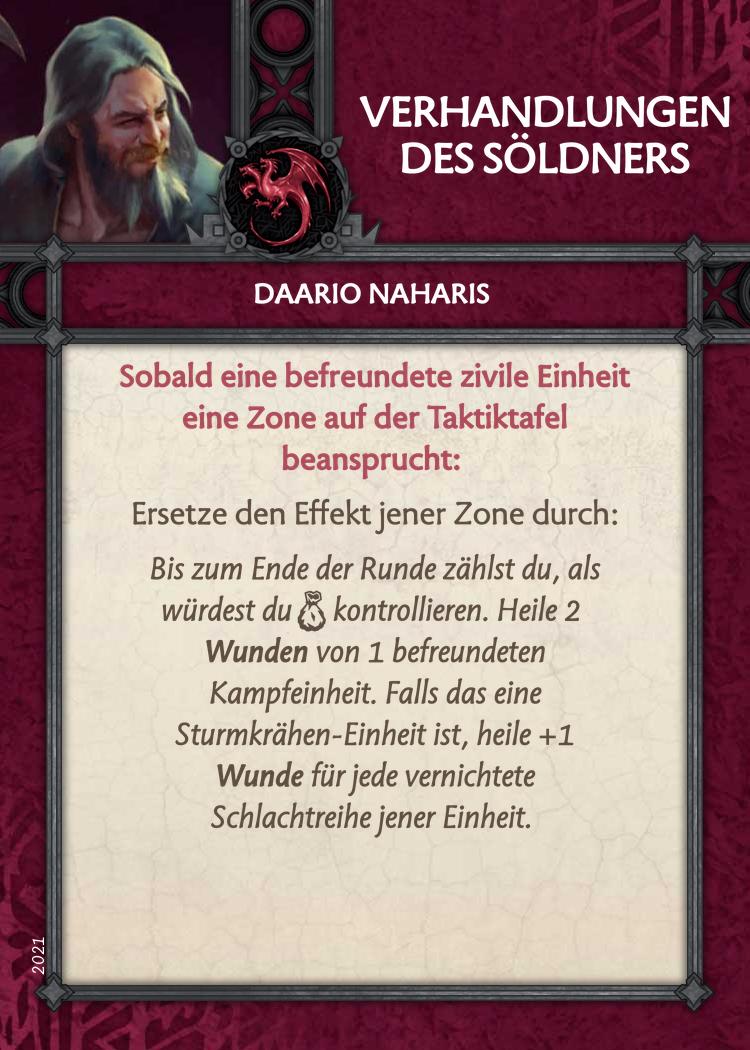 VERHANDLUNGEN
DES SÖLDNERS
DAARIO NAHARIS
Sobald eine befreundete zivile Einheit
eine Zone auf der Taktiktafel
beansprucht:
Ersetze den Effekt jener Zone durch:
Bis zum Ende der Runde zählst du, als
würdest du kontrollieren. Heile 2
Wunden von 1 befreundeten
Kampfeinheit. Falls das eine
Sturmkrähen-Einheit ist, heile +1
Wunde für jede vernichtete
Schlachtreihe jener Einheit.
2021